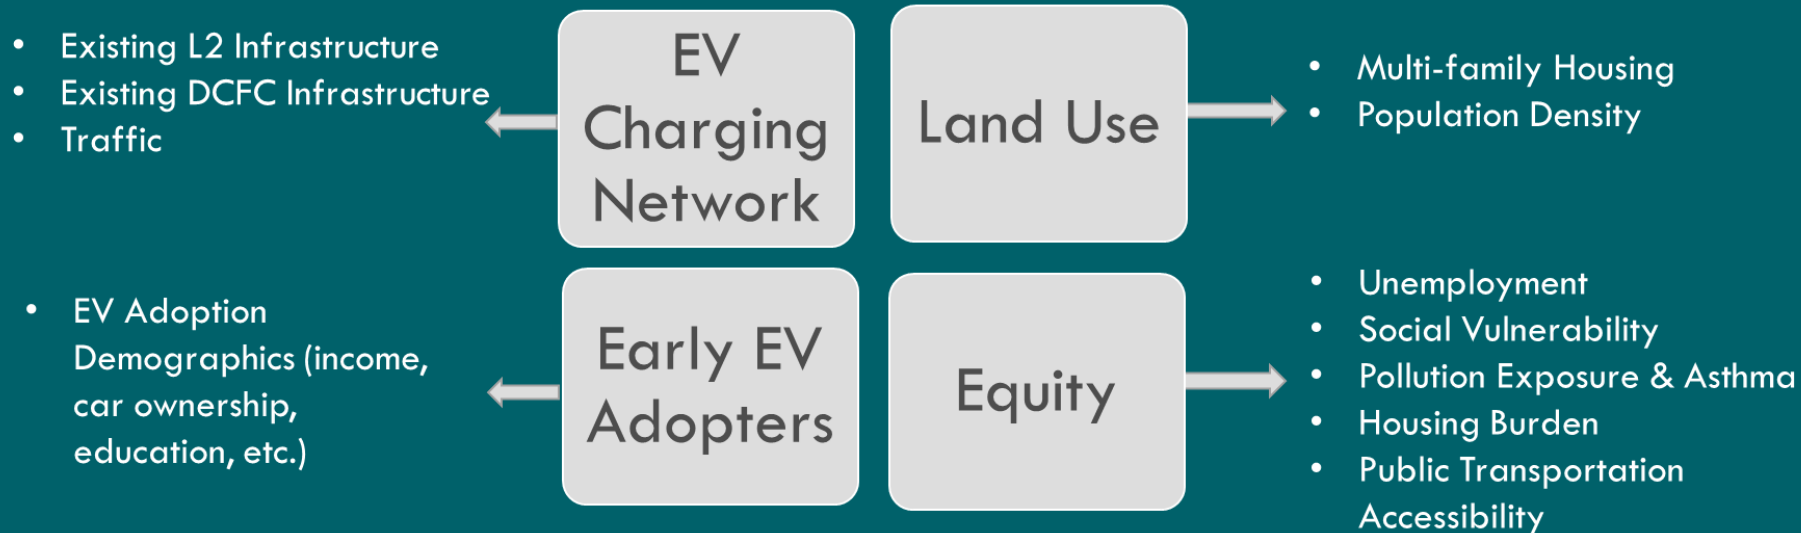 • Existing L2 Infrastructure
• Existing DCFC Infrastructure
• Traffic
EV
Charging
Network
Land Use
• Multi-family Housing
• Population Density
• EV Adoption
Demographics (income,
car ownership,
education, etc.)
Early EV
Adopters
Equity
• Unemployment
• Social Vulnerability
• Pollution Exposure & Asthma
• Housing Burden
• Public Transportation
Accessibility